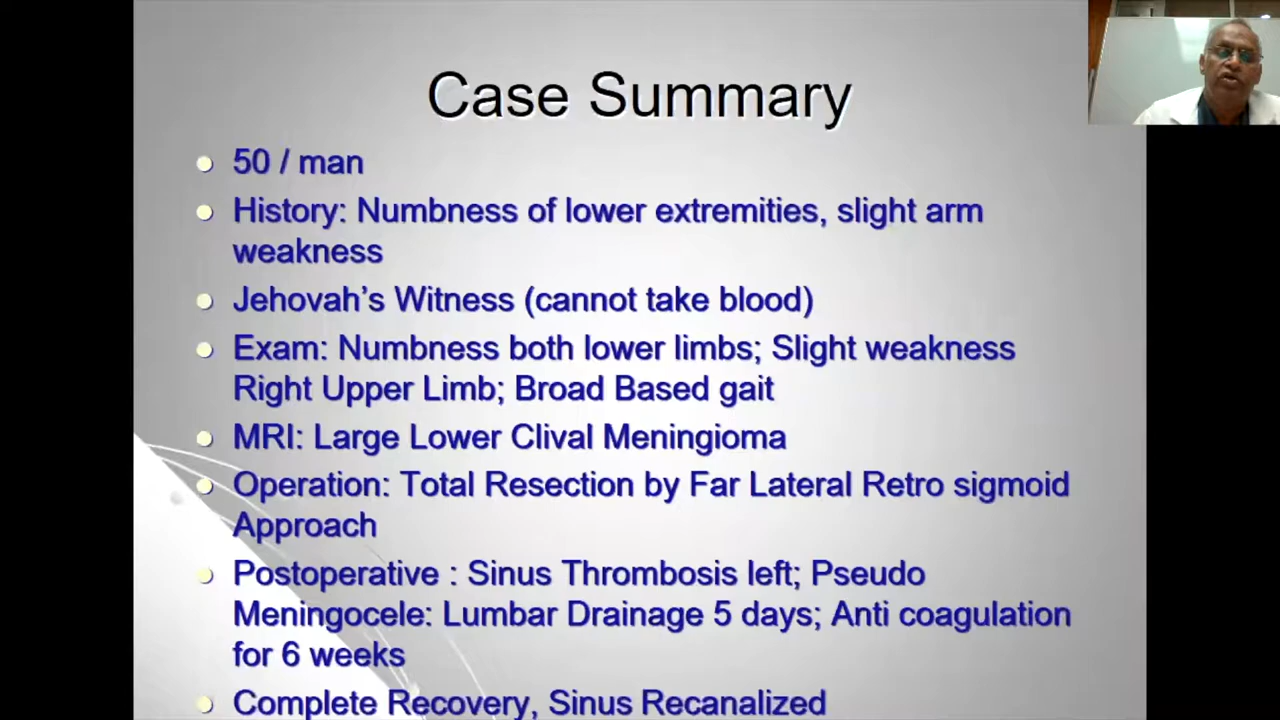 Case Summary
50 / man
History: Numbness of lower extremities, slight arm
weakness
Jehovah's Witness (cannot take blood)
Exam: Numbness both lower limbs; Slight weakness
Right Upper Limb; Broad Based gait
MRI: Large Lower Clival Meningioma
Operation: Total Resection by Far Lateral Retro sigmoid
Approach
Postoperative : Sinus Thrombosis left; Pseudo
Meningocele: Lumbar Drainage 5 days; Anti coagulation
for 6 weeks
Complete Recovery, Sinus Recanalized